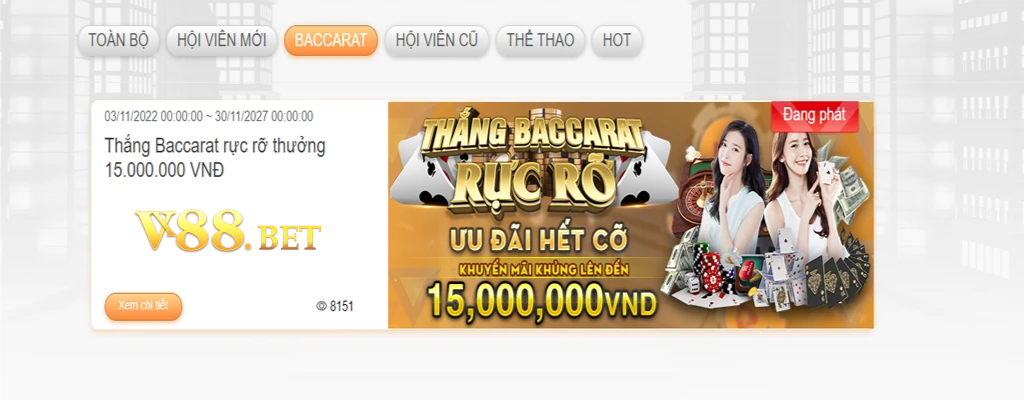 TOÀN BỘ
HỘI VIÊN MỚI
BACCARAT
HỘI VIÊN CŨ
THỂ THAO
HOT
03/11/2022 00:00:00 ~ 30/11/2027 00:00:00
Thắng Baccarat rực rỡ thưởng
15.000.000 VNĐ
VX88.BET
Xem chi tiết
8151
Đang phát
THẮNG BACCARAT
RỰC RỠ
ƯU ĐÃI HẾT CỠ
KHUYẾN MÃI KHỦNG LÊN ĐẾN
15,000,000VND